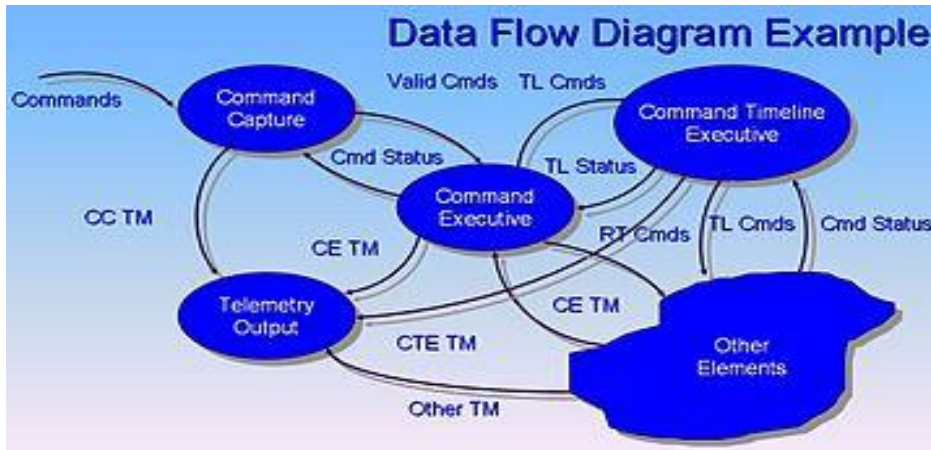 Data Flow Diagram Example
Commands
Command
Capture
Valid Cmds
TL Cmds
Command Timeline
Executive
Cmd Status
TL Status
Command
Executive
CC TM
CE TM
RT Cmds
TL Cmds
Cmd Status
Telemetry
Output
CE TM
CTE TM
Other
Elements
Other TM